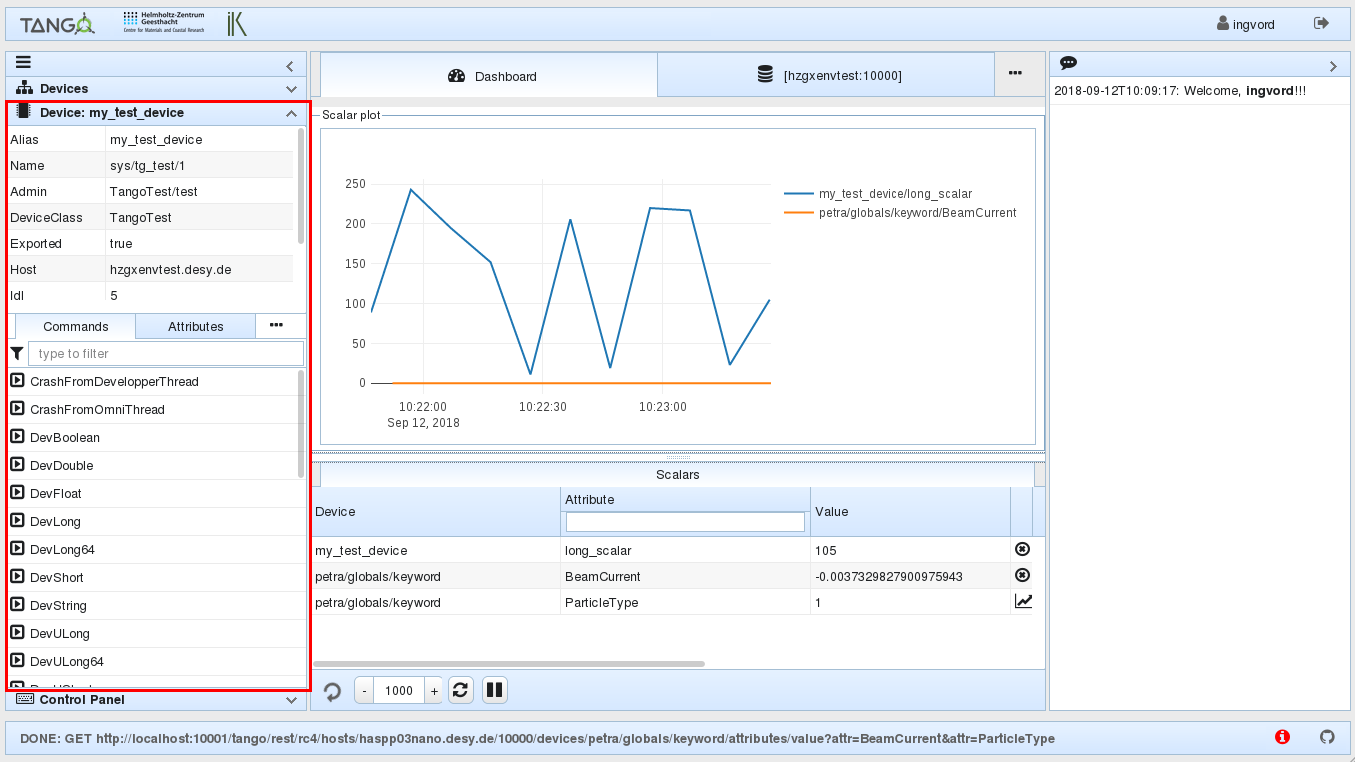 TANGO
Helmholtz-Zentrum
Geesthacht
Center for Materials and Coastal Research
iK
ingvord
Devices
Device: my_test_device
Alias my_test_device
Name sys/tg_test/1
Admin TangoTest/test
DeviceClass TangoTest
Exported true
Host hzgxenvtest.desy.de
Idl 5
Commands Attributes
type to filter
CrashFromDevelopperThread
CrashFromOmniThread
DevBoolean
DevDouble
DevFloat
DevLong
DevLong64
DevShort
DevString
DevULong
DevULong64
Control Panel
Dashboard [hzgxenvtest:10000]
Scalar plot
250
200
150
100
50
0
10:22:00 10:22:30 10:23:00
Sep 12, 2018
my_test_device/long_scalar
petra/globals/keyword/BeamCurrent
Scalars
Device Attribute Value
my_test_device long_scalar 105
petra/globals/keyword BeamCurrent -0.0037329827900975943
petra/globals/keyword ParticleType 1
- 1000 +
2018-09-12T10:09:17: Welcome, ingvord!!!
DONE: GET http://localhost:10001/tango/rest/rc4/hosts/haspp03nano.desy.de/10000/devices/petra/globals/keyword/attributes/value?attr=BeamCurrent&attr=ParticleType